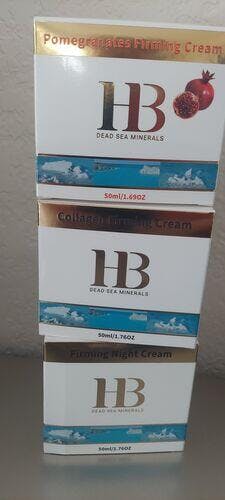 Pomegranates Firming Cream
HB
DEAD SEA MINERALS
50ml/1.69OZ
Collagen Firming Cream
HB
DEAD SEA MINERALS
50ml/1.76OZ
Firming Night Cream
HB
DEAD SEA MINERALS
50ml/1.76OZ